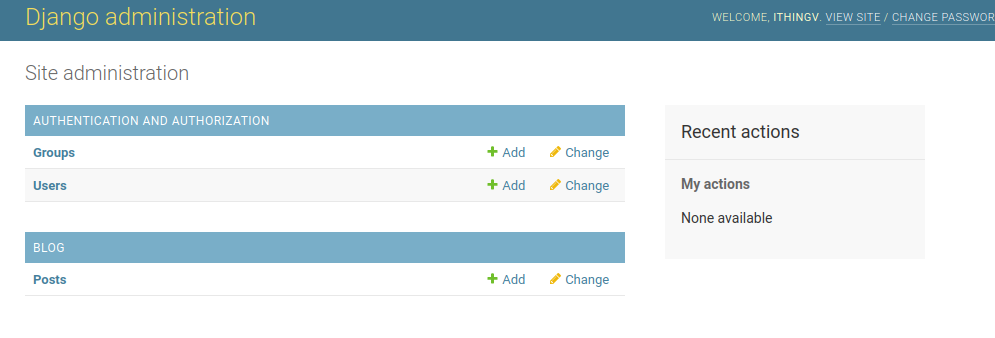 Django administration
WELCOME, ITHINGV. VIEW SITE / CHANGE PASSWOR
Site administration
AUTHENTICATION AND AUTHORIZATION
Groups Add Change
Users Add Change
BLOG
Posts Add Change
Recent actions
My actions
None available